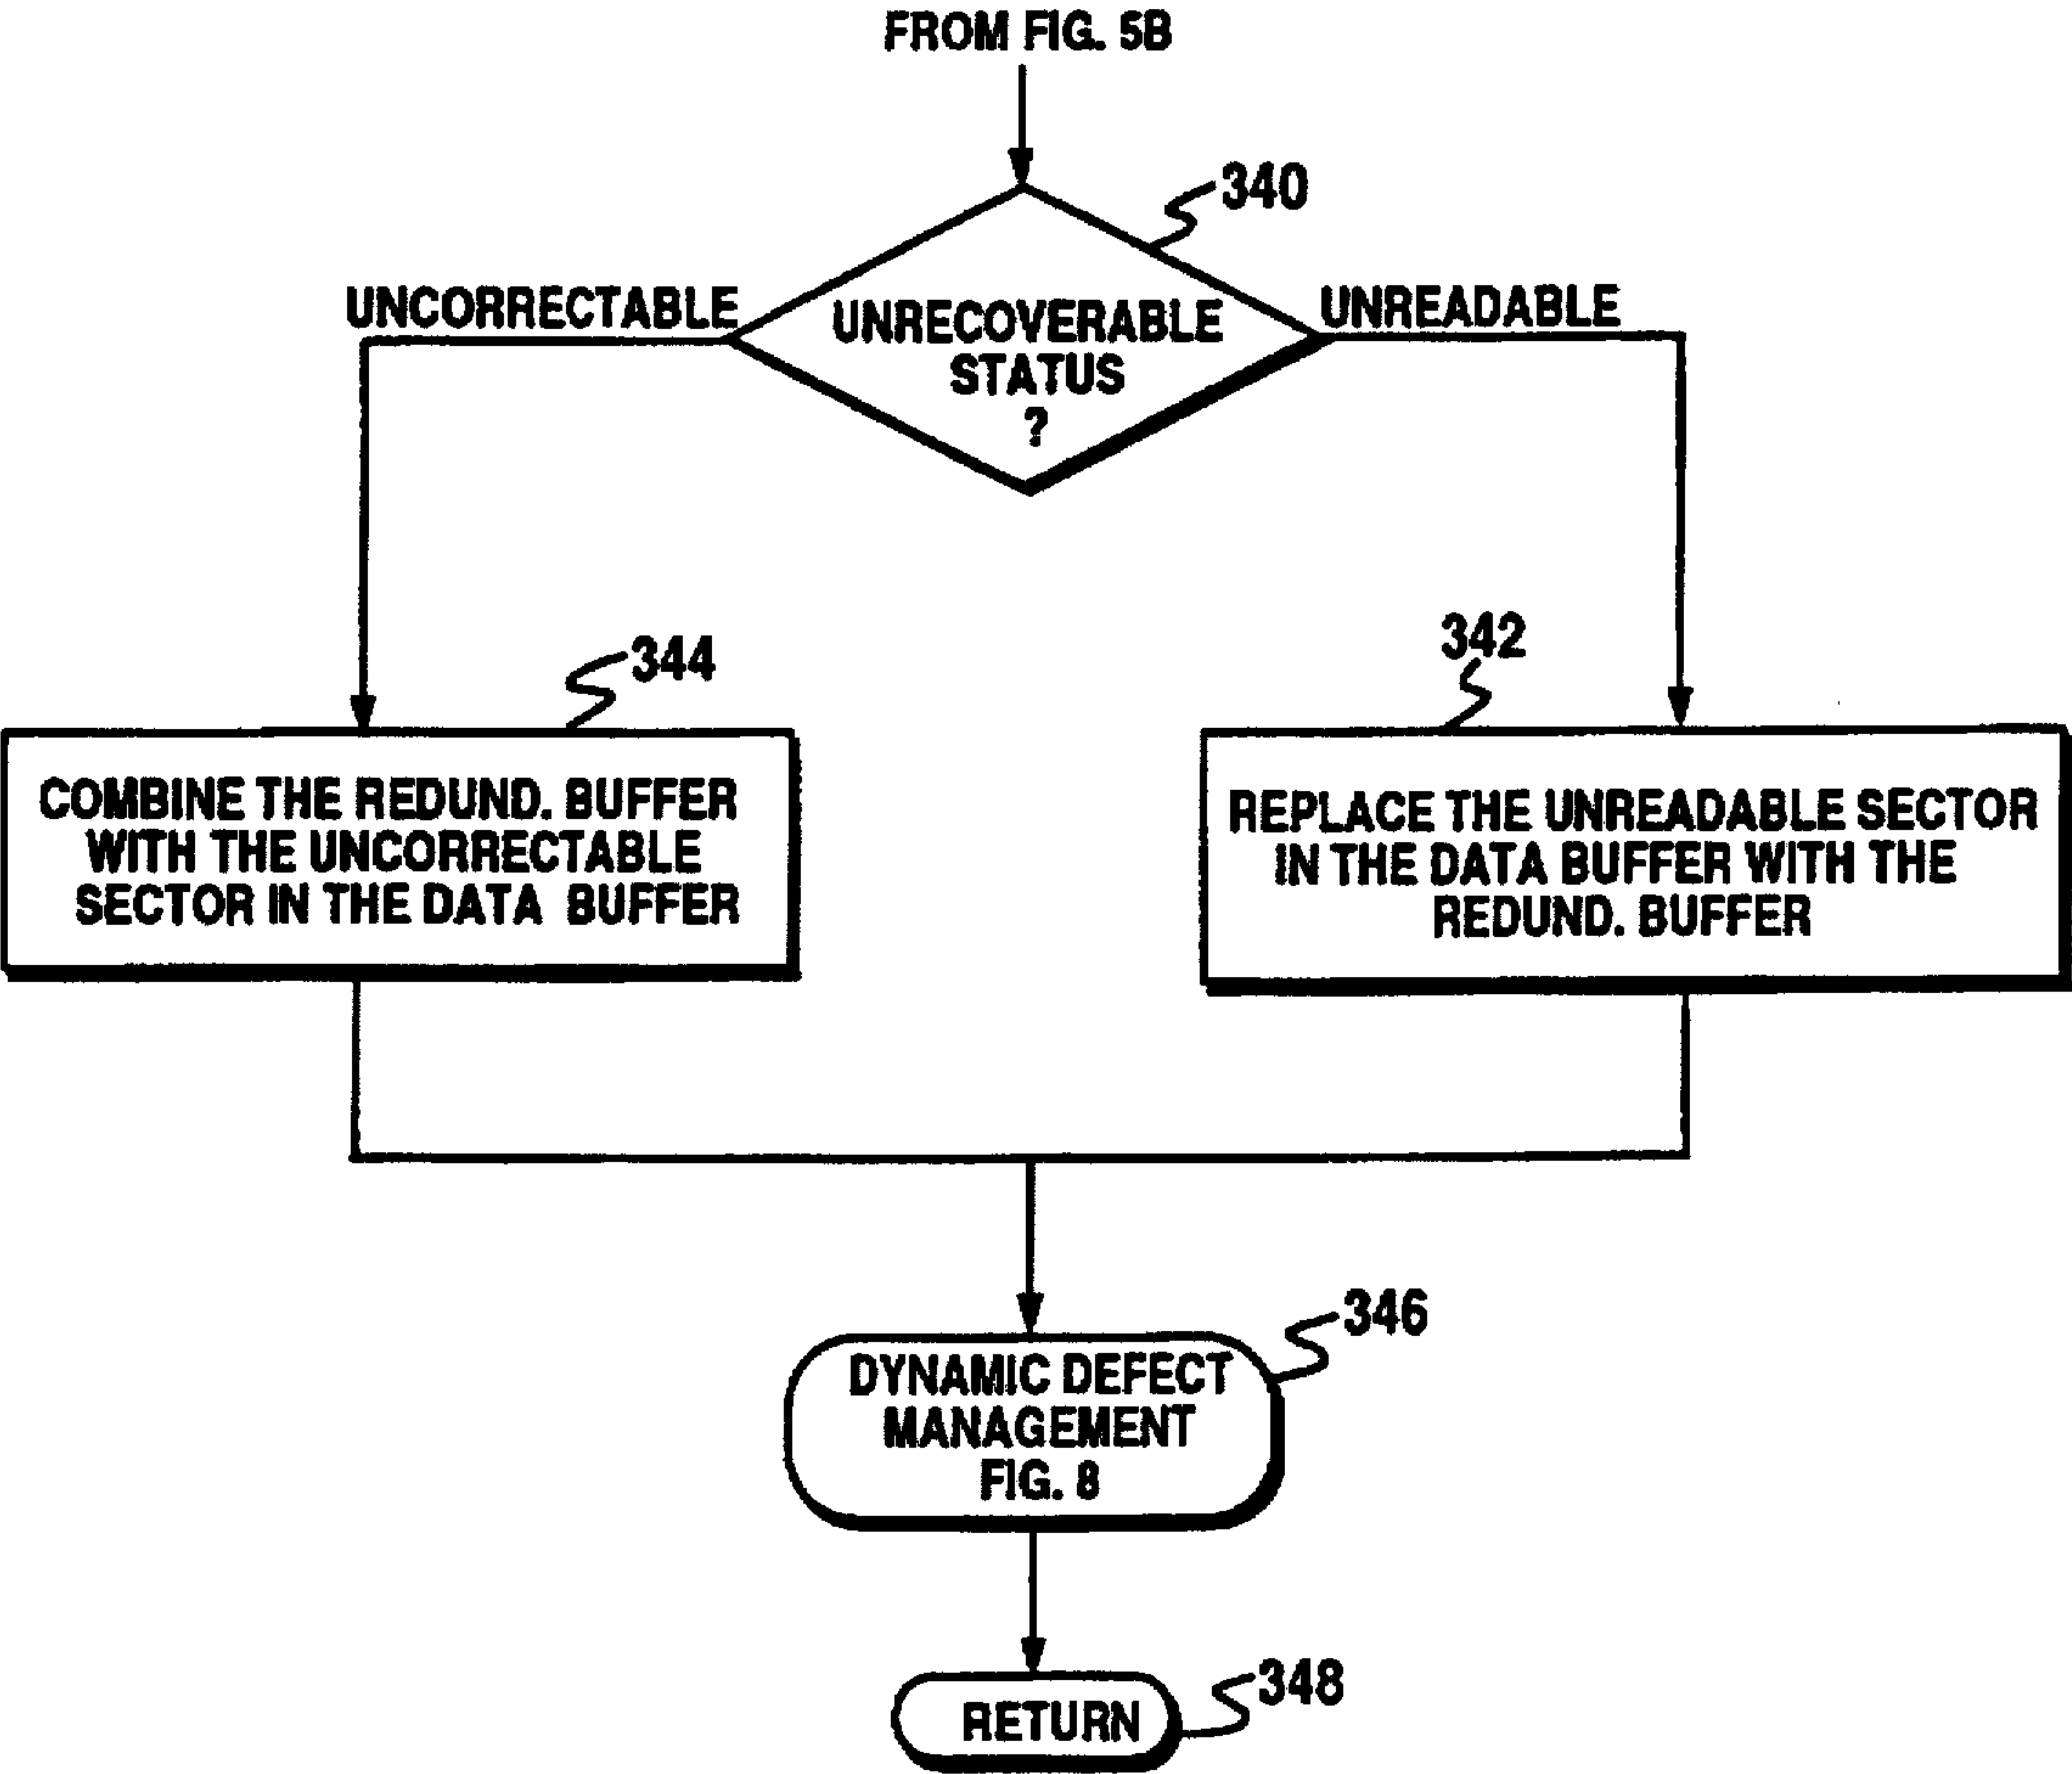 FROM FIG. 5B
340
UNCORRECTABLE
UNRECOVERABLE
STATUS
?
UNREADABLE
344
342
COMBINE THE REDUND. BUFFER
WITH THE UNCORRECTABLE
SECTOR IN THE DATA BUFFER
REPLACE THE UNREADABLE SECTOR
IN THE DATA BUFFER WITH THE
REDUND. BUFFER
346
DYNAMIC DEFECT
MANAGEMENT
FIG. 8
348
RETURN